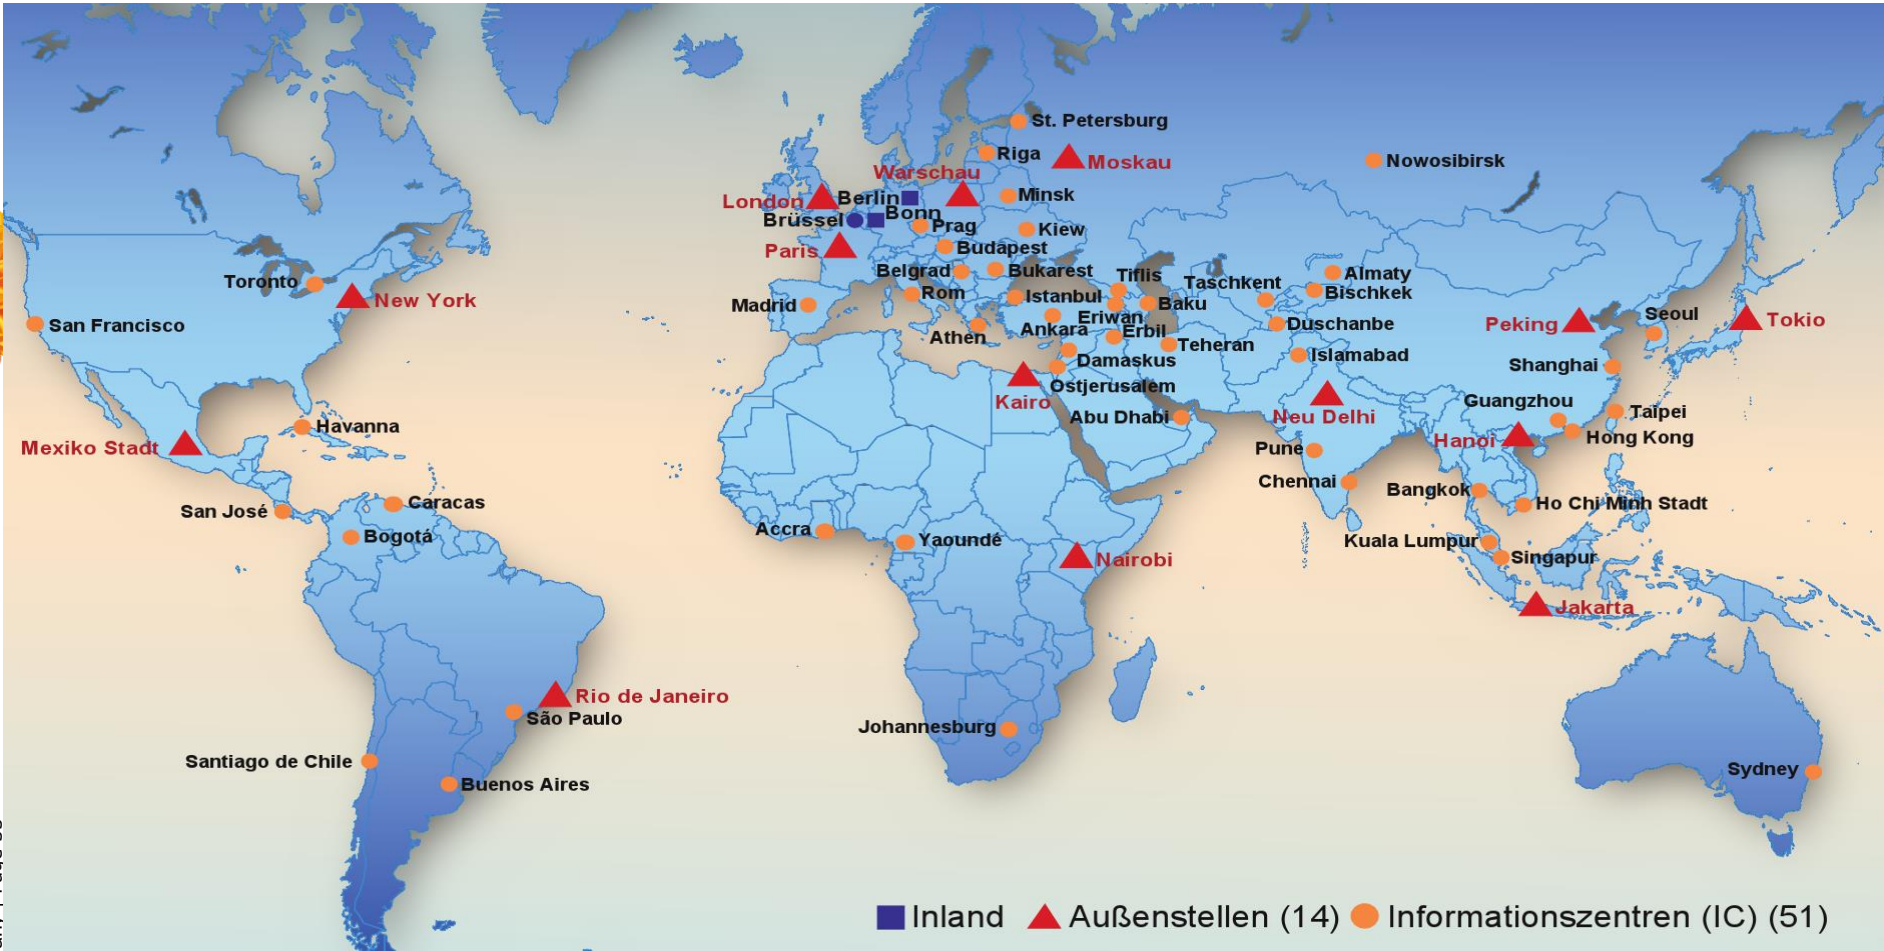 St. Petersburg
Riga
Moskau
Nowosibirsk
Warschau
London
Berlin
Minsk
Brüssel
Bonn
Prag
Kiew
Paris
Budapest
Belgrad
Bukarest
Tiflis
Taschkent
Almaty
Toronto
New York
Madrid
Rom
Istanbul
Baku
Bischkek
San Francisco
Athen
Ankara
Eriwan
Erbil
Duschanbe
Peking
Seoul
Tokio
Teheran
Damaskus
Islamabad
Shanghai
Ostjerusalem
Kairo
Abu Dhabi
Neu Delhi
Guangzhou
Taipei
Havanna
Mexiko Stadt
Pune
Hanoi
Hong Kong
Chennai
Bangkok
San José
Caracas
Ho Chi Minh Stadt
Bogotá
Accra
Yaoundé
Kuala Lumpur
Singapur
Nairobi
Jakarta
Rio de Janeiro
São Paulo
Johannesburg
Santiago de Chile
Buenos Aires
Sydney
Inland Außenstellen (14) Informationszentren (IC) (51)